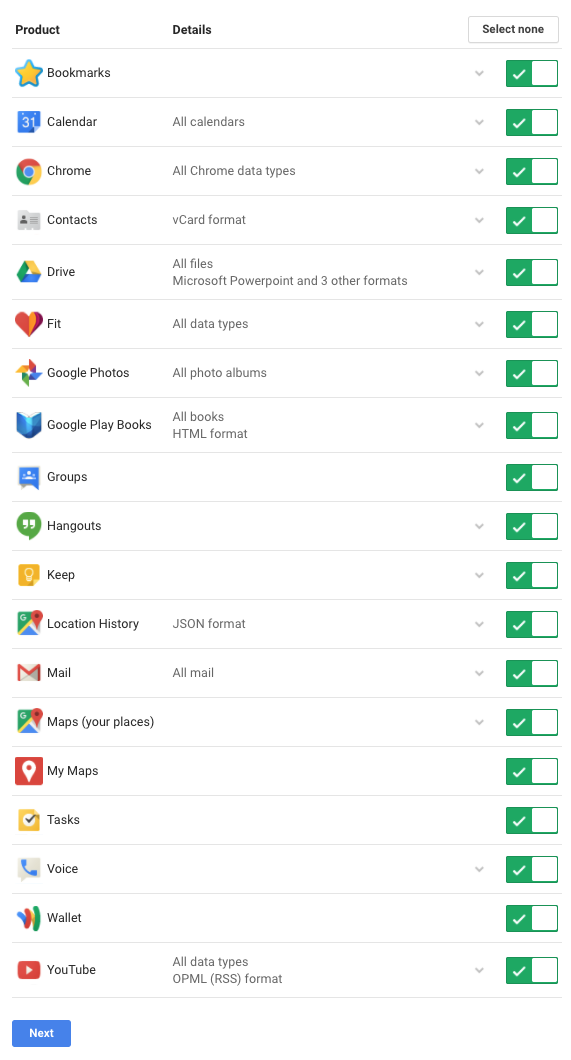 Product Details Select none
Bookmarks
31 Calendar All calendars
Chrome All Chrome data types
Contacts vCard format
Drive All files
Microsoft Powerpoint and 3 other formats
Fit All data types
Google Photos All photo albums
Google Play Books All books
HTML format
Groups
Hangouts
Keep
G Location History JSON format
Mail All mail
G Maps (your places)
My Maps
Tasks
Voice
Wallet
YouTube All data types
OPML (RSS) format
Next